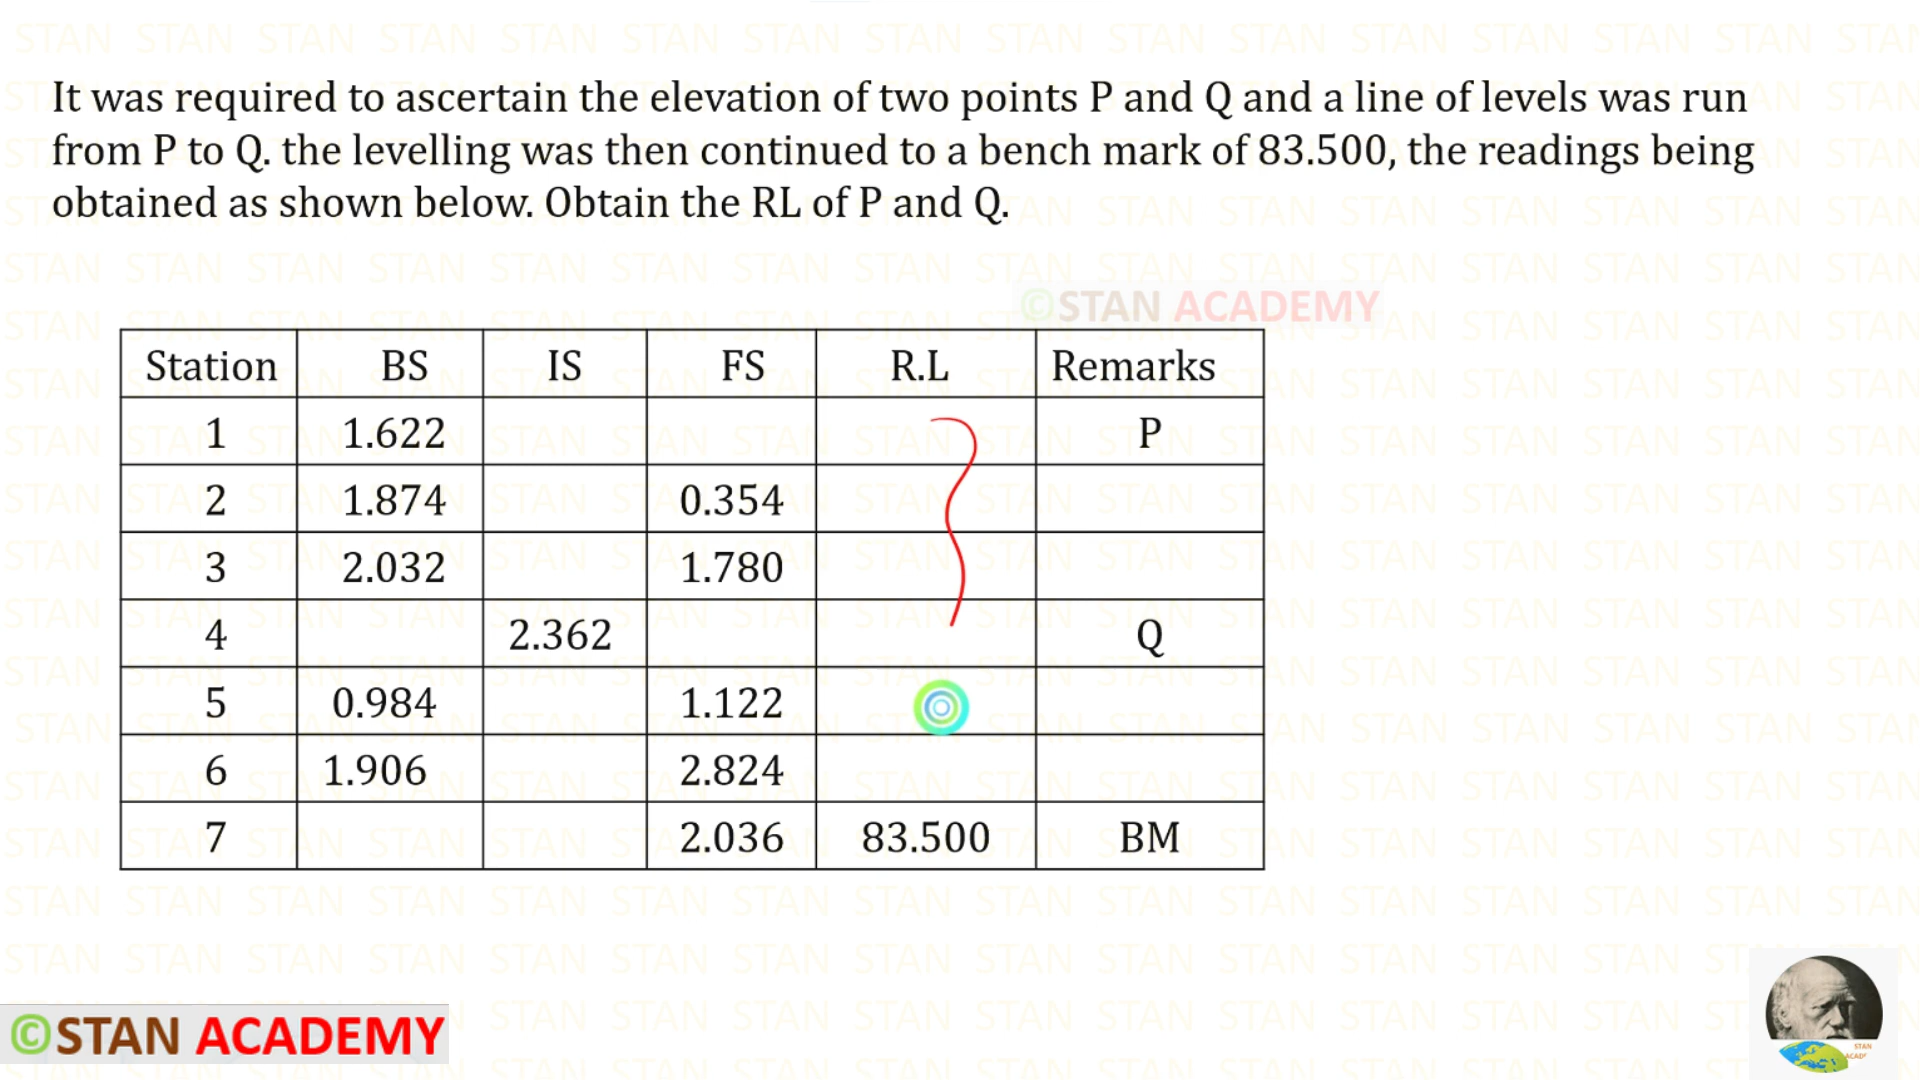 It was required to ascertain the elevation of two points P and Q and a line of levels was run
from P to Q. the levelling was then continued to a bench mark of 83.500, the readings being
obtained as shown below. Obtain the RL of P and Q.
©STAN ACADEMY
Station BS IS FS R.L Remarks
1 1.622 P
2 1.874 0.354
3 2.032 1.780
4 2.362 Q
5 0.984 1.122
6 1.906 2.824
7 2.036 83.500 BM
©STAN ACADEMY
STAN